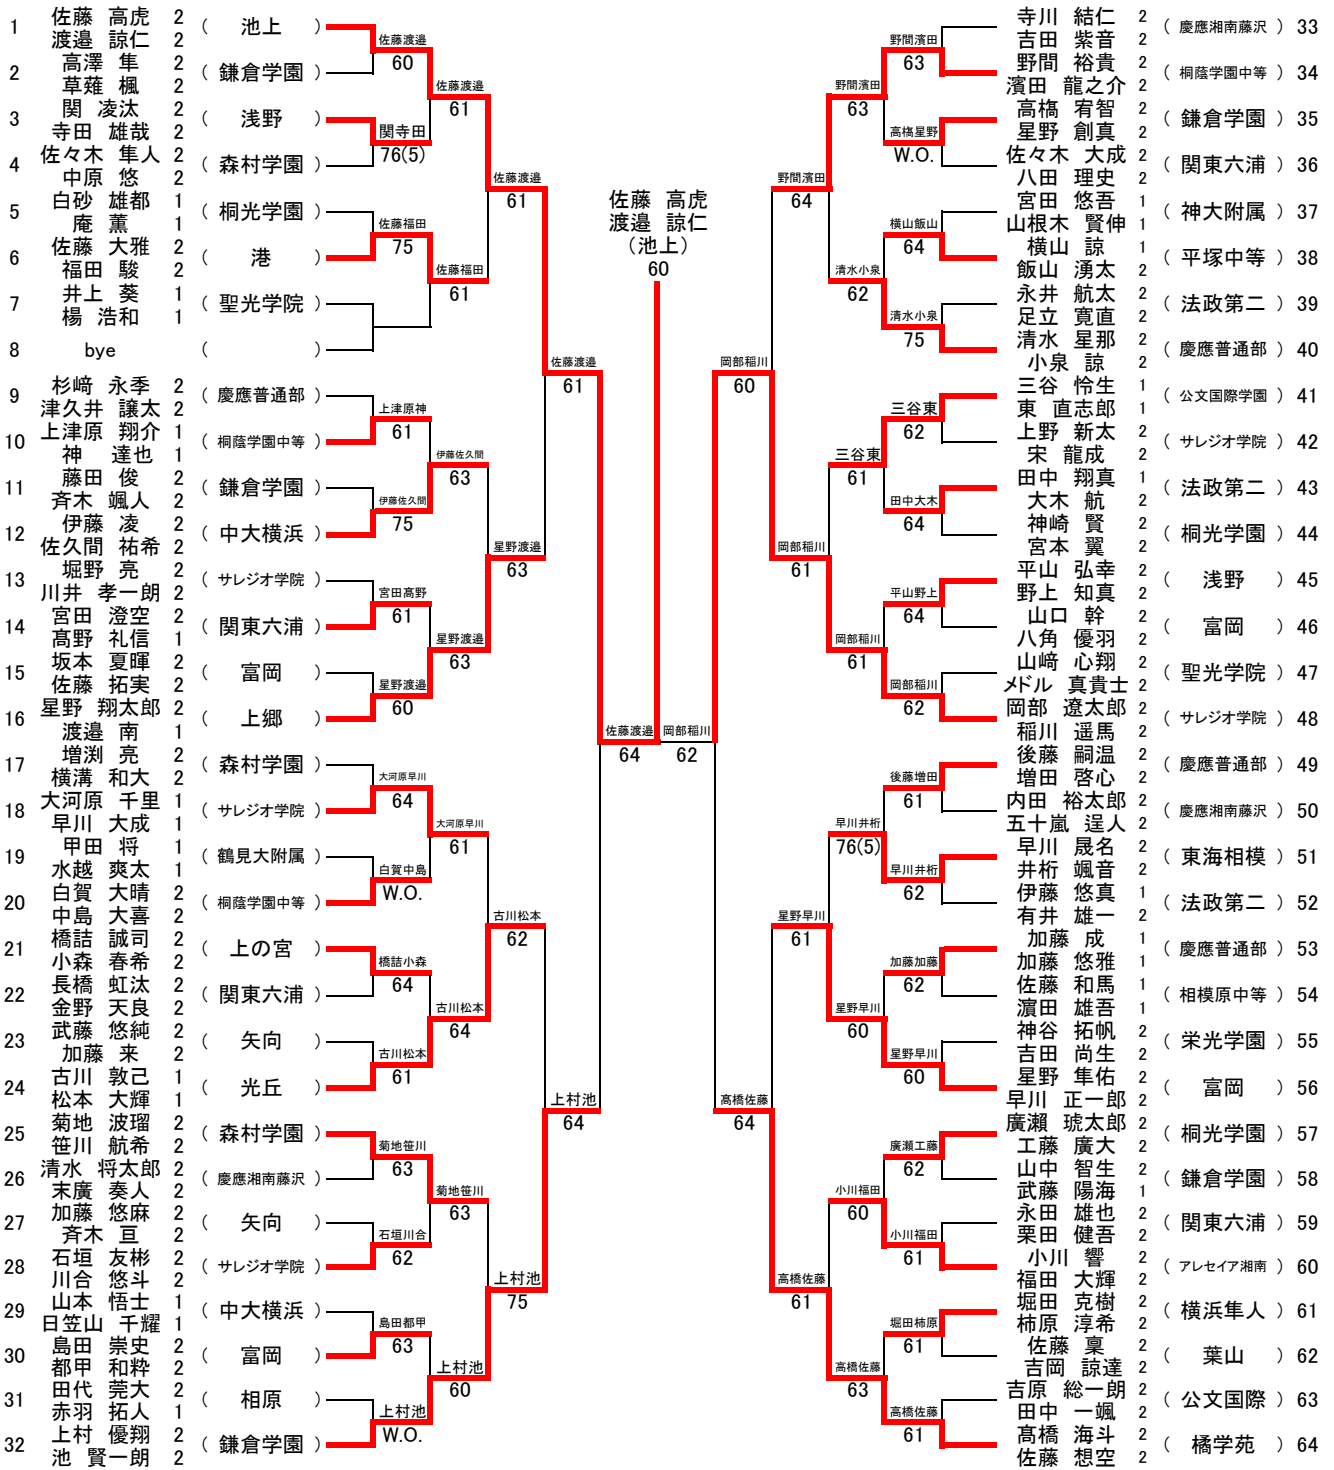 1 佐藤 高虎 2 渡邉 諒仁 2 ( 池上 )
2 高澤 隼 2 草薙 楓 2 ( 鎌倉学園 )
3 関 凌汰 2 寺田 雄哉 2 ( 浅野 )
4 佐々木 隼人 2 中原 悠 2 ( 森村学園 )
5 白砂 雄都 1 庵 薫 1 ( 桐光学園 )
6 佐藤 大雅 2 福田 駿 2 ( 港 )
7 井上 葵 1 楊 浩和 1 ( 聖光学院 )
8 bye ( )
9 杉﨑 永季 2 津久井 譲太 2 ( 慶應普通部 )
10 上津原 翔介 1 神 達也 1 ( 桐蔭学園中等 )
11 藤田 俊 2 斉木 颯人 2 ( 鎌倉学園 )
12 伊藤 凌 2 佐久間 祐希 2 ( 中大横浜 )
13 堀野 亮 2 川井 孝一朗 2 ( サレジオ学院 )
14 宮田 澄空 2 髙野 礼信 1 ( 関東六浦 )
15 坂本 夏暉 2 佐藤 拓実 2 ( 富岡 )
16 星野 翔太郎 2 渡邉 南 1 ( 上郷 )
17 増渕 亮 2 横溝 和大 2 ( 森村学園 )
18 大河原 千里 1 早川 大成 1 ( サレジオ学院 )
19 甲田 将 1 水越 爽太 1 ( 鶴見大附属 )
20 白賀 大晴 2 中島 大喜 2 ( 桐蔭学園中等 )
21 橋詰 誠司 2 小森 春希 2 ( 上の宮 )
22 長橋 虹汰 2 金野 天良 2 ( 関東六浦 )
23 武藤 悠純 2 加藤 来 2 ( 矢向 )
24 古川 敦己 1 松本 大輝 1 ( 光丘 )
25 菊地 波瑠 2 笹川 航希 2 ( 森村学園 )
26 清水 将太郎 2 末廣 奏人 2 ( 慶應湘南藤沢 )
27 加藤 悠麻 2 斉木 亘 2 ( 矢向 )
28 石垣 友彬 2 川合 悠斗 2 ( サレジオ学院 )
29 山本 悟士 1 日笠山 千耀 1 ( 中大横浜 )
30 島田 崇史 2 都甲 和粋 2 ( 富岡 )
31 田代 莞大 2 赤羽 拓人 1 ( 相原 )
32 上村 優翔 2 池 賢一朗 2 ( 鎌倉学園 )
佐藤渡邉 60
関寺田 76(5)
佐藤福田 75
上津原神 61
伊藤佐久間 75
宮田髙野 61
星野渡邉 60
大河原早川 64
白賀中島 W.O.
橋詰小森 64
古川松本 61
菊地笹川 63
石垣川合 62
島田都甲 63
上村池 W.O.
佐藤渡邉 61
佐藤福田 61
伊藤佐久間 63
星野渡邉 63
大河原早川 61
古川松本 64
菊地笹川 63
上村池 60
佐藤渡邉 61
星野渡邉 63
古川松本 62
上村池 75
佐藤渡邉 61
上村池 64
佐藤渡邉 64
佐藤 高虎
渡邉 諒仁
(池上)
60
岡部稲川 62
岡部稲川 60
髙橋佐藤 64
野間濱田 64
岡部稲川 61
星野早川 61
高橋佐藤 61
野間濱田 63
清水小泉 62
三谷東 61
岡部稲川 61
早川井桁 76(5)
星野早川 60
小川福田 60
高橋佐藤 63
野間濱田 63
高橋星野 W.O.
横山飯山 64
清水小泉 75
三谷東 62
田中大木 64
平山野上 64
岡部稲川 62
後藤増田 61
早川井桁 62
加藤加藤 62
星野早川 60
廣瀬工藤 62
小川福田 61
堀田柿原 61
高橋佐藤 61
寺川 結仁 2 吉田 紫音 2 ( 慶應湘南藤沢 ) 33
野間 裕貴 2 濱田 龍之介 2 ( 桐蔭学園中等 ) 34
高橋 宥智 2 星野 創真 2 ( 鎌倉学園 ) 35
佐々木 大成 2 八田 理史 2 ( 関東六浦 ) 36
宮田 悠吾 1 山根木 賢伸 1 ( 神大附属 ) 37
横山 諒 1 飯山 湧太 2 ( 平塚中等 ) 38
永井 航太 2 足立 寛直 2 ( 法政第二 ) 39
清水 星那 2 小泉 諒 2 ( 慶應普通部 ) 40
三谷 怜生 1 東 直志郎 1 ( 公文国際学園 ) 41
上野 新太 2 宋 龍成 2 ( サレジオ学院 ) 42
田中 翔真 1 大木 航 2 ( 法政第二 ) 43
神崎 賢 2 宮本 翼 2 ( 桐光学園 ) 44
平山 弘幸 2 野上 知真 2 ( 浅野 ) 45
山口 幹 2 八角 優羽 2 ( 富岡 ) 46
山﨑 心翔 2 メドル 真貴士 2 ( 聖光学院 ) 47
岡部 遼太郎 2 稲川 遥馬 2 ( サレジオ学院 ) 48
後藤 嗣温 2 増田 啓心 2 ( 慶應普通部 ) 49
内田 裕太郎 2 五十嵐 逞人 2 ( 慶應湘南藤沢 ) 50
早川 晟名 2 井桁 颯音 2 ( 東海相模 ) 51
伊藤 悠真 1 有井 雄一 2 ( 法政第二 ) 52
加藤 成 1 加藤 悠雅 1 ( 慶應普通部 ) 53
佐藤 和馬 1 濵田 雄吾 1 ( 相模原中等 ) 54
神谷 拓帆 2 吉田 尚生 2 ( 栄光学園 ) 55
星野 隼佑 2 早川 正一郎 2 ( 富岡 ) 56
廣瀬 琥太郎 2 工藤 廣大 2 ( 桐光学園 ) 57
山中 智生 2 武藤 陽海 1 ( 鎌倉学園 ) 58
永田 雄也 2 栗田 健吾 2 ( 関東六浦 ) 59
小川 響 2 福田 大輝 2 ( アレセイア湘南 ) 60
堀田 克樹 2 柿原 淳希 2 ( 横浜隼人 ) 61
佐藤 稟 2 吉岡 諒達 2 ( 葉山 ) 62
吉原 総一朗 2 田中 一颯 2 ( 公文国際 ) 63
髙橋 海斗 2 佐藤 想空 2 ( 橘学苑 ) 64